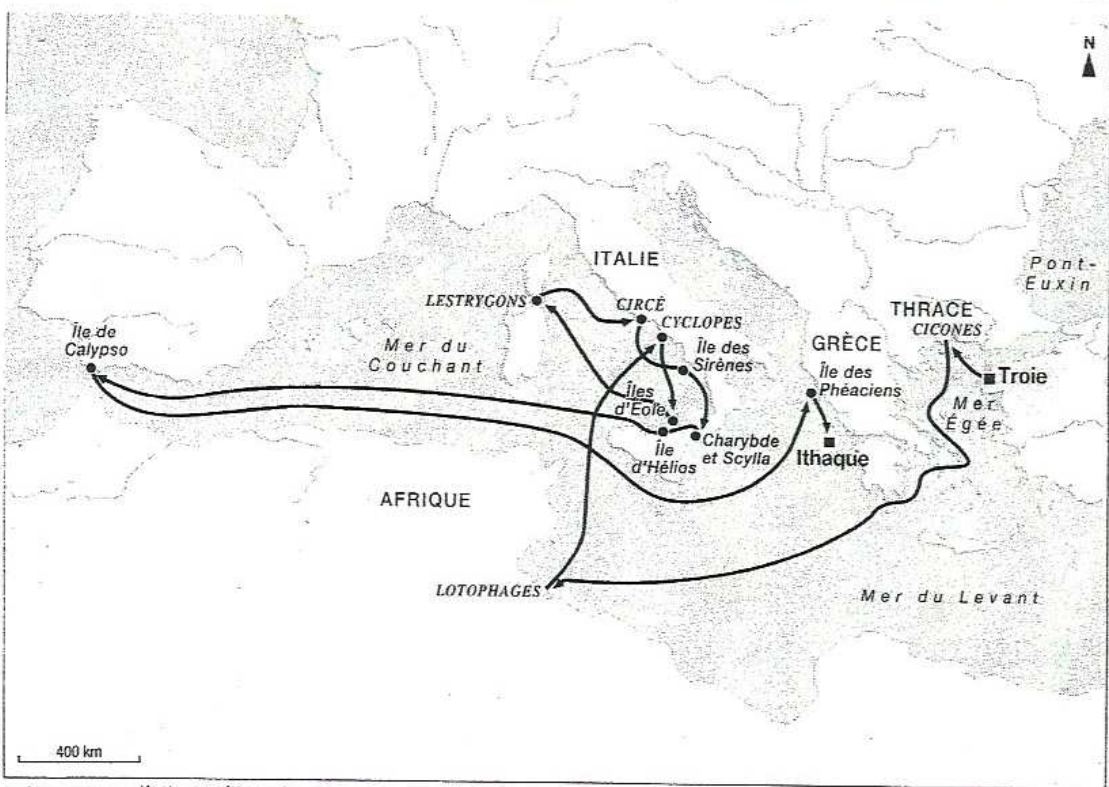 N
ITALIE
Pont-
Euxin
LESTRYGONS
CIRCÉ
THRACE
CICONES
CYCLOPES
Île de
Calypso
Mer du
Couchant
Île des
Sirènes
GRÈCE
Île des
Phéaciens
Troie
Mer
Égée
Îles
d'Eole
Île
d'Hélios
Charybde
et Scylla
Ithaque
AFRIQUE
LOTOPHAGES
Mer du Levant
400 km